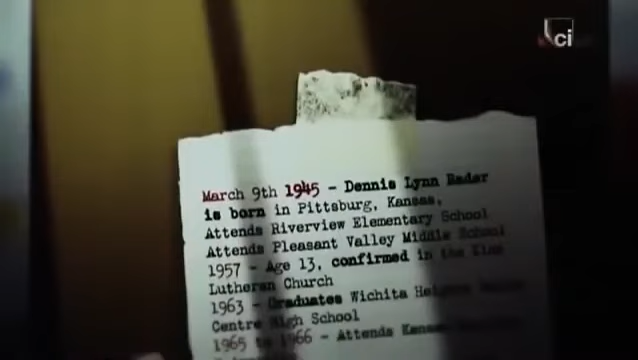 ci
March 9th 1945 - Dennis Lynn Rader
is born in Pittsburg, Kansas,
Attends Riverview Elementary School
Attends Pleasant Valley Middle School
1957 - Age 13, confirmed in the
Lutheran Church
1963 - Graduates Wichita Heights
Centre High School
1965 to 1966 - Attends Kansas